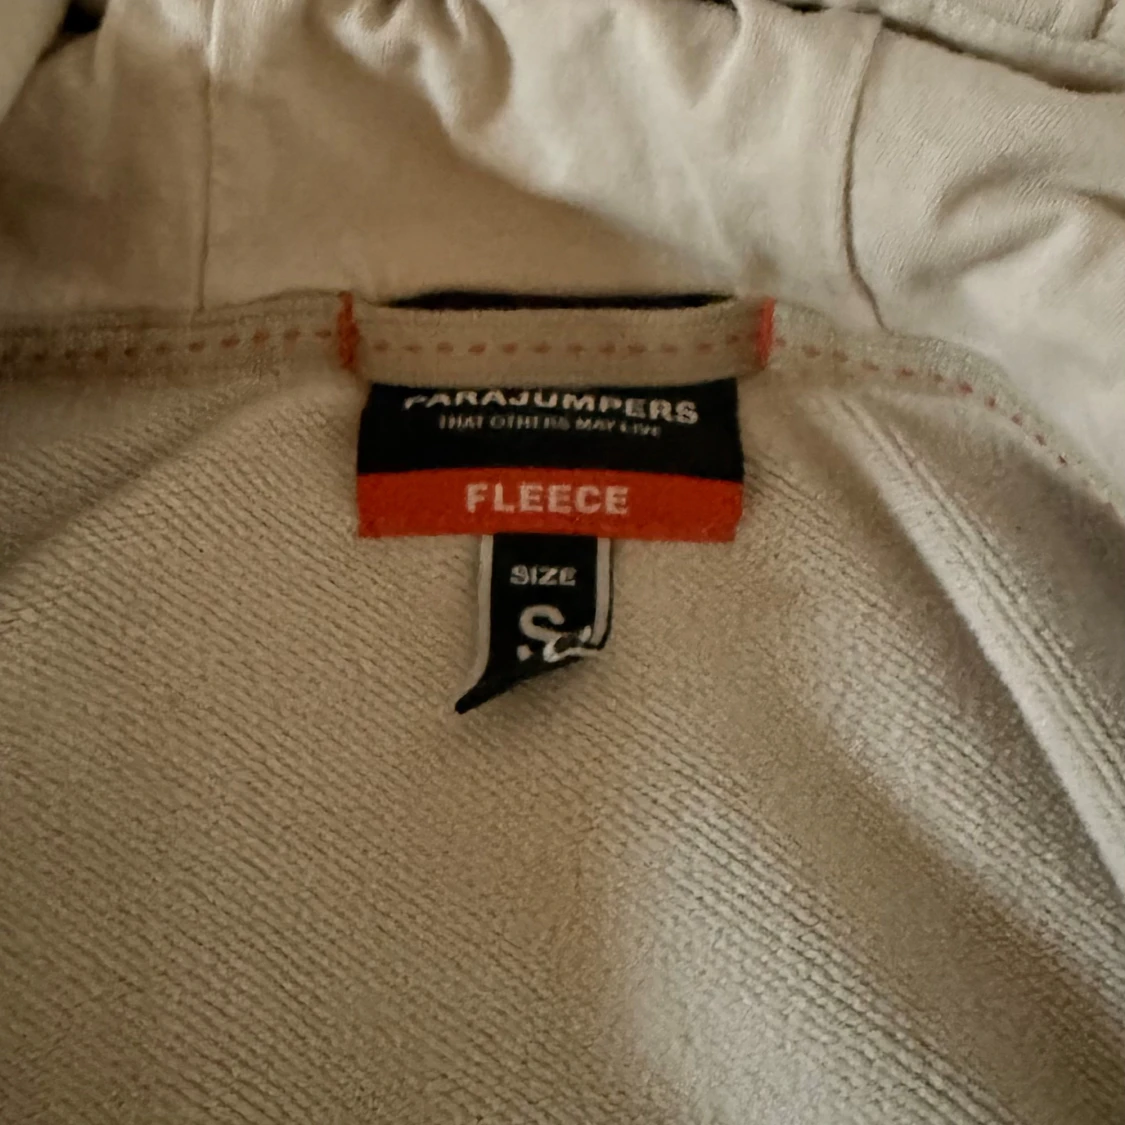 PARAJUMPERS
THAT OTHERS MAY LIVE
FLEECE
SIZE
S